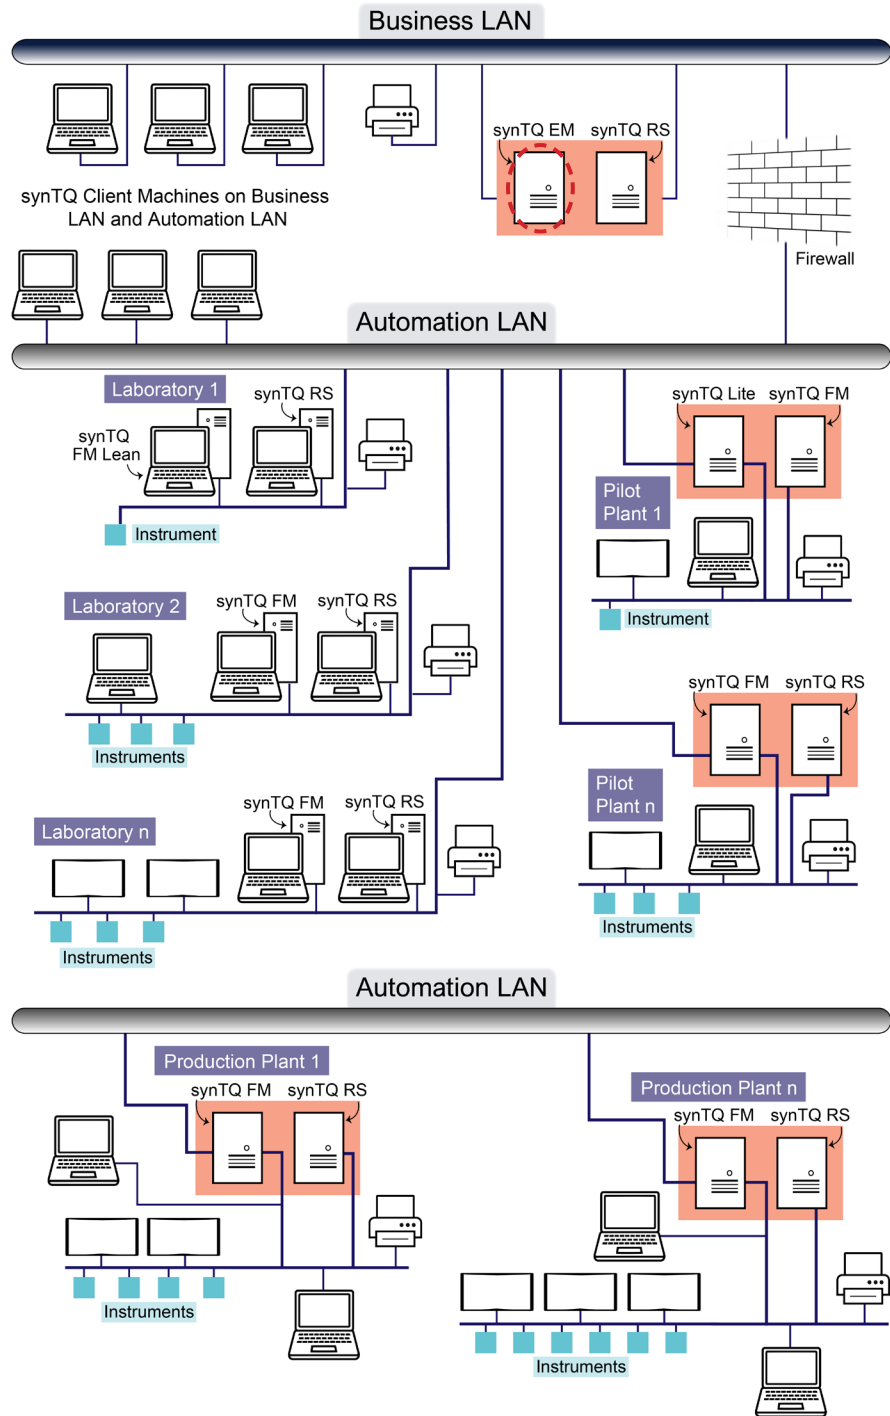 Business LAN
synTQ EM
synTQ RS
synTQ Client Machines on Business
LAN and Automation LAN
Firewall
Automation LAN
Laboratory 1
synTQ RS
synTQ
FM Lean
Instrument
synTQ Lite
synTQ FM
Pilot
Plant 1
Instrument
Laboratory 2
synTQ FM
synTQ RS
Instruments
synTQ FM
synTQ RS
Pilot
Plant n
Instruments
Laboratory n
synTQ FM
synTQ RS
Instruments
Automation LAN
Production Plant 1
synTQ FM
synTQ RS
Instruments
Production Plant n
synTQ FM
synTQ RS
Instruments